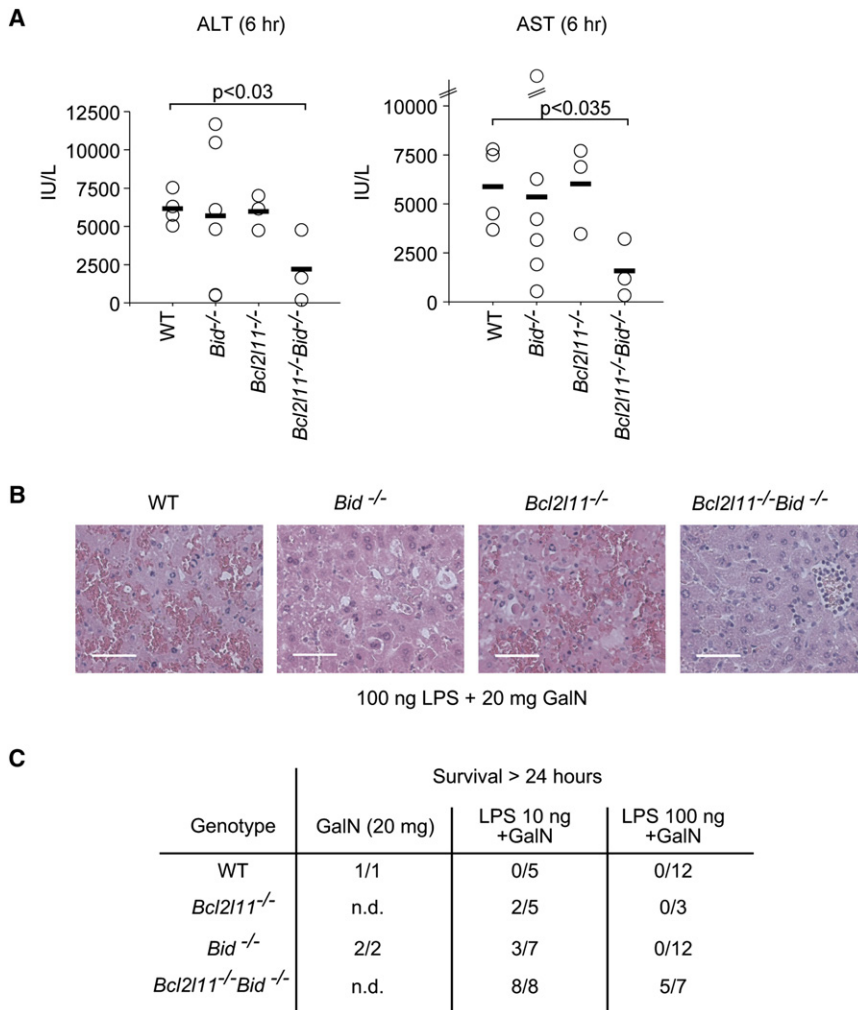 A
ALT (6 hr)
AST (6 hr)
p<0.03
12500
10000
7500
5000
2500
0
IU/L
WT
Bid-/-
Bcl2l11-/-
Bcl2l11-/-Bid-/-
p<0.035
10000
7500
5000
2500
0
IU/L
WT
Bid-/-
Bcl2l11-/-
Bcl2l11-/-Bid-/-
B
WT
Bid -/-
Bcl2l11-/-
Bcl2l11-/-Bid -/-
100 ng LPS + 20 mg GalN
C
Survival > 24 hours
Genotype GalN (20 mg) LPS 10 ng +GalN LPS 100 ng +GalN
WT 1/1 0/5 0/12
Bcl2l11-/- n.d. 2/5 0/3
Bid -/- 2/2 3/7 0/12
Bcl2l11-/-Bid -/- n.d. 8/8 5/7